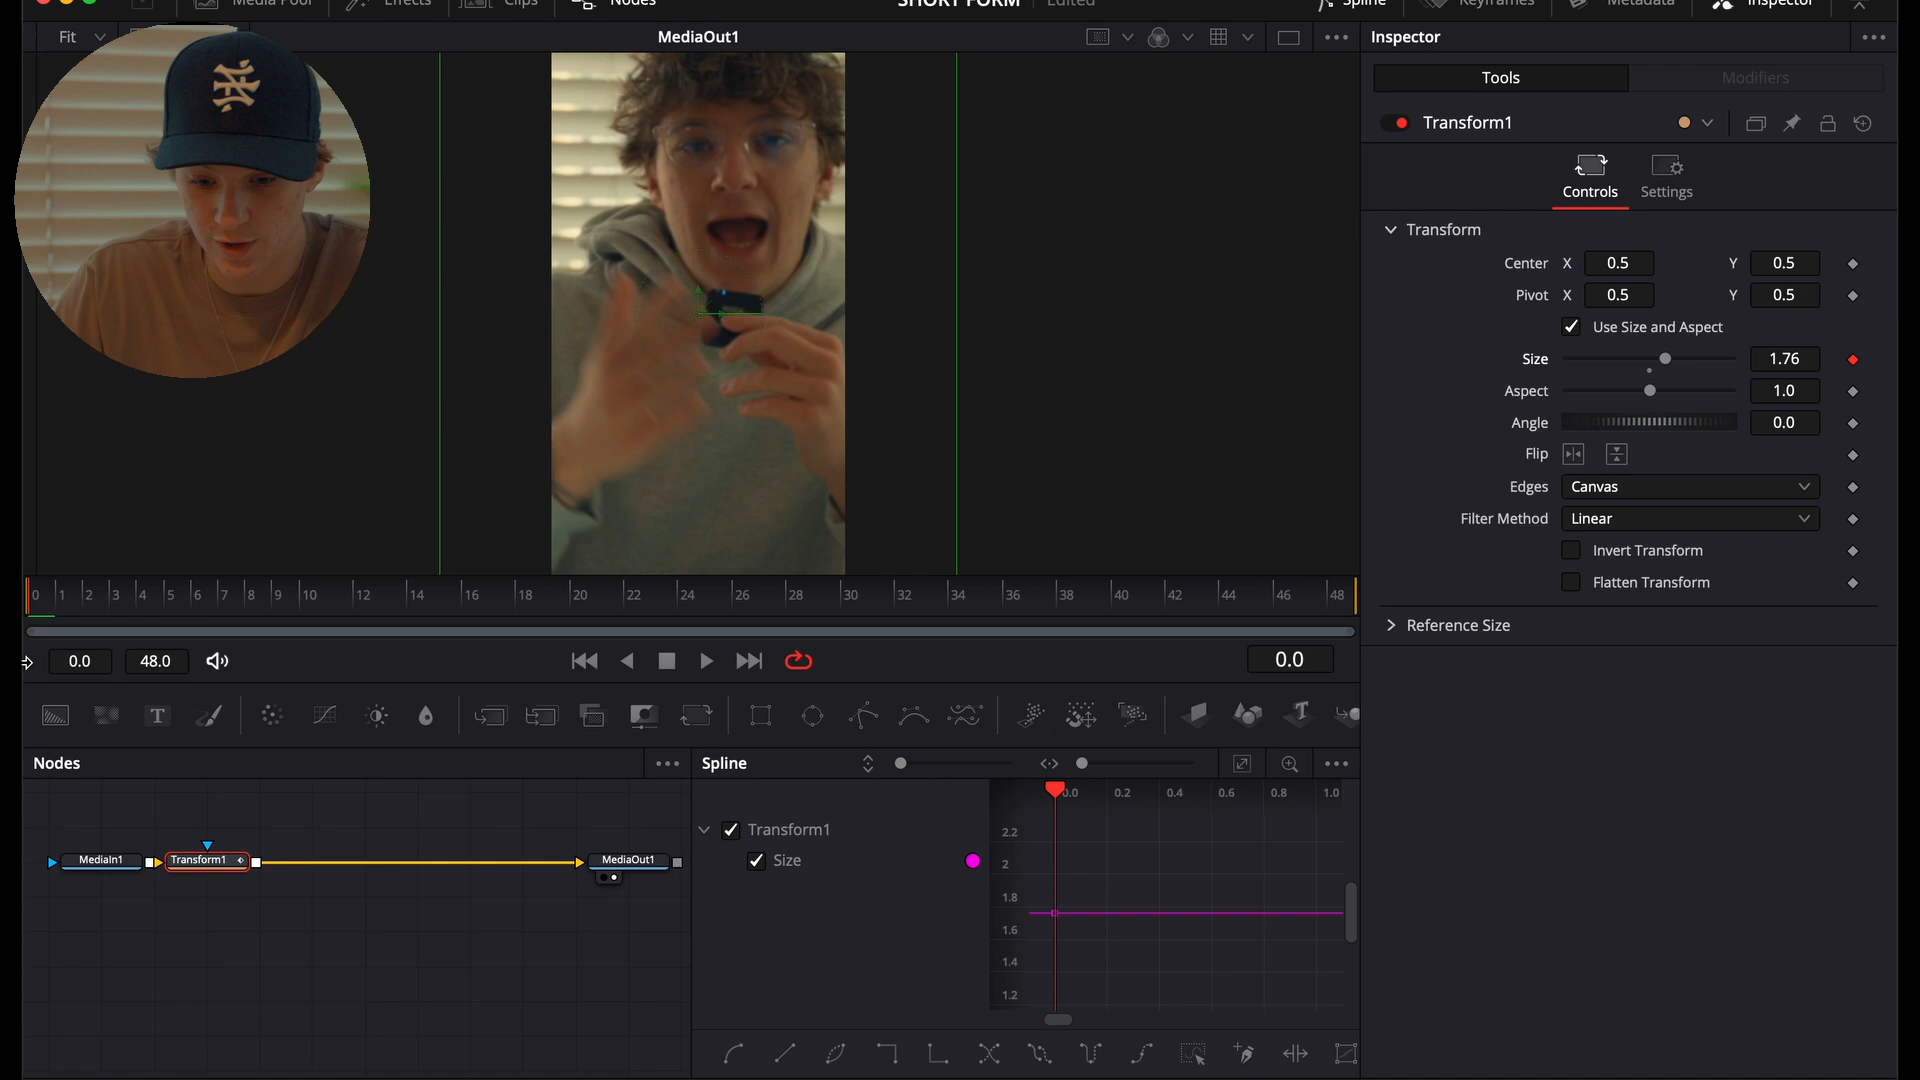 Media Pool
Effects
Clips
Nodes
SHORT FORM
Edited
Spline
Keyframes
Metadata
Inspector
Fit
MediaOut1
Inspector
Tools
Modifiers
Transform1
Controls
Settings
Transform
Center X 0.5 Y 0.5
Pivot X 0.5 Y 0.5
Use Size and Aspect
Size 1.76
Aspect 1.0
Angle 0.0
Flip
Edges Canvas
Filter Method Linear
Invert Transform
Flatten Transform
Reference Size
0 1 2 3 4 5 6 7 8 9 10 12 14 16 18 20 22 24 26 28 30 32 34 36 38 40 42 44 46 48
0.0 48.0 0.0
T T
Nodes
MediaIn1
Transform1
MediaOut1
Spline
Transform1
Size
0.0 0.2 0.4 0.6 0.8 1.0
2.2
2
1.8
1.6
1.4
1.2